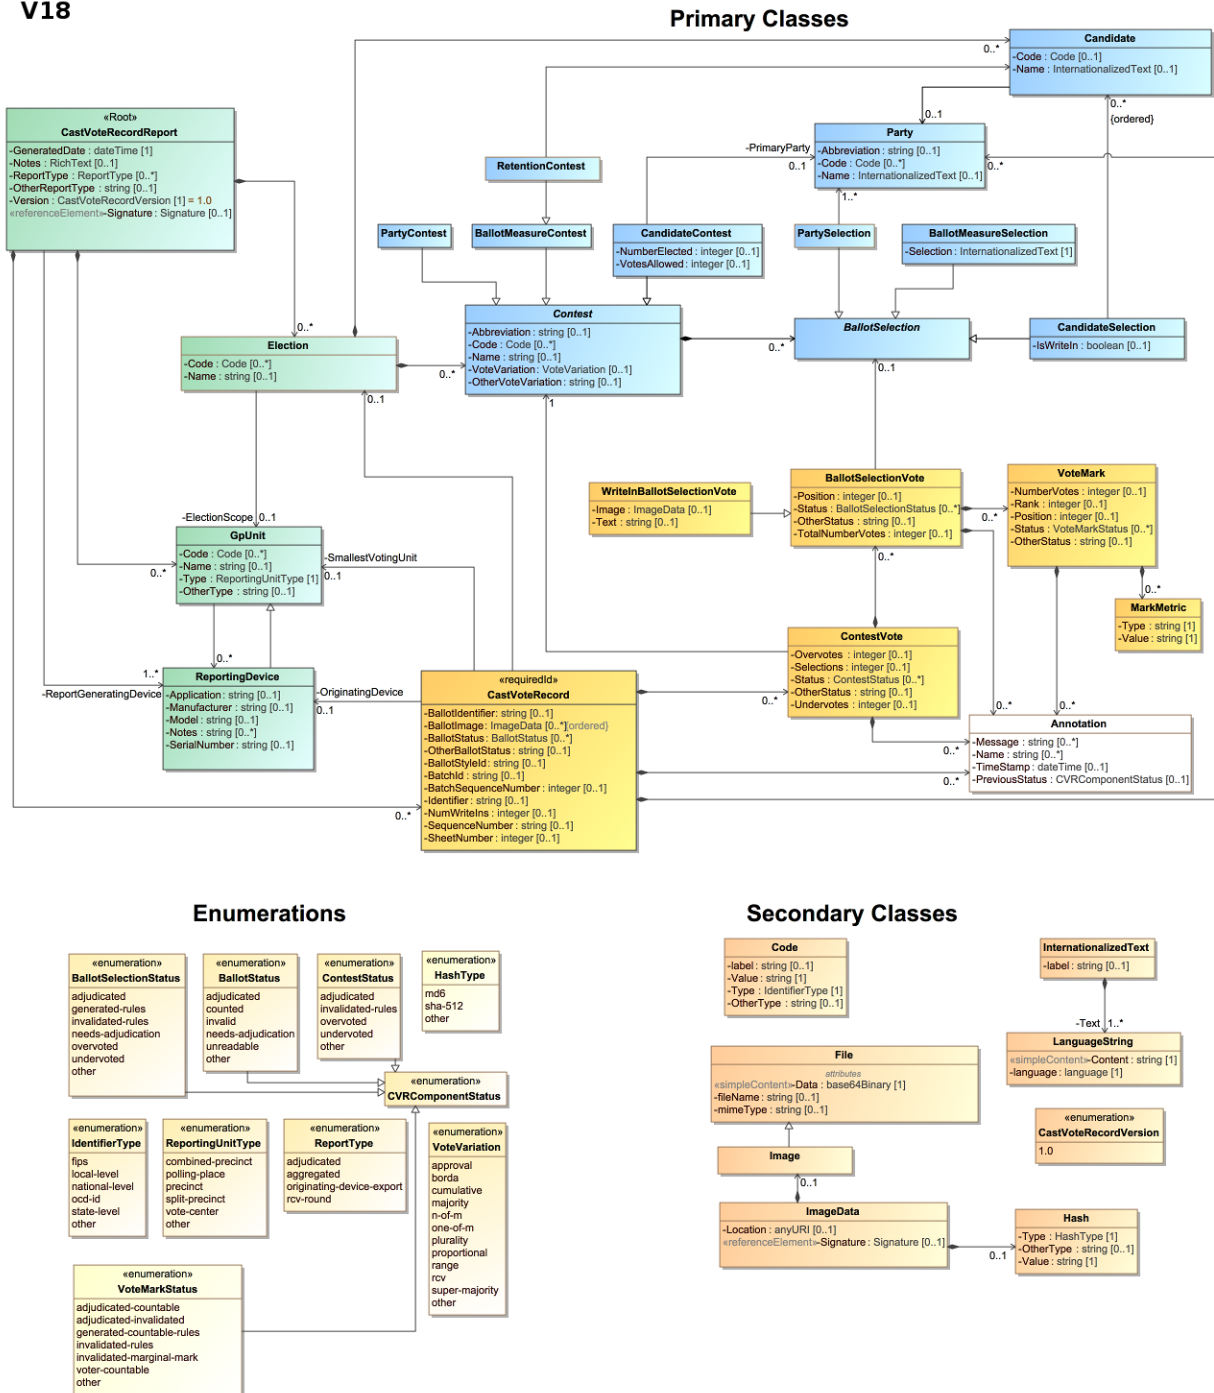 V18
Primary Classes
Candidate
-Code : Code [0..1]
-Name : InternationalizedText [0..1]
0..*
0..1
0..*
{ordered}
«Root»
CastVoteRecordReport
-GeneratedDate : dateTime [1]
-Notes : RichText [0..1]
-ReportType : ReportType [0..*]
-OtherReportType : string [0..1]
-Version : CastVoteRecordVersion [1] = 1.0
«referenceElement»-Signature : Signature [0..1]
Party
-Abbreviation : string [0..1]
-Code : Code [0..*]
-Name : InternationalizedText [0..1]
-PrimaryParty
0..1
0..*
1..*
RetentionContest
PartyContest
BallotMeasureContest
CandidateContest
-NumberElected : integer [0..1]
-VotesAllowed : integer [0..1]
PartySelection
BallotMeasureSelection
-Selection : InternationalizedText [1]
Contest
-Abbreviation : string [0..1]
-Code : Code [0..*]
-Name : string [0..1]
-VoteVariation : VoteVariation [0..1]
-OtherVoteVariation : string [0..1]
BallotSelection
CandidateSelection
-IsWriteIn : boolean [0..1]
0..*
0..*
Election
-Code : Code [0..*]
-Name : string [0..1]
0..*
0..1
1
0..1
WriteInBallotSelectionVote
-Image : ImageData [0..1]
-Text : string [0..1]
BallotSelectionVote
-Position : integer [0..1]
-Status : BallotSelectionStatus [0..*]
-OtherStatus : string [0..1]
-TotalNumberVotes : integer [0..1]
0..*
VoteMark
-NumberVotes : integer [0..1]
-Rank : integer [0..1]
-Position : integer [0..1]
-Status : VoteMarkStatus [0..*]
-OtherStatus : string [0..1]
-ElectionScope 0..1
GpUnit
-Code : Code [0..*]
-Name : string [0..1]
-Type : ReportingUnitType [1]
-OtherType : string [0..1]
0..*
-SmallestVotingUnit
0..1
0..*
0..*
MarkMetric
-Type : string [1]
-Value : string [1]
ContestVote
-Overvotes : integer [0..1]
-Selections : integer [0..1]
-Status : ContestStatus [0..*]
-OtherStatus : string [0..1]
-Undervotes : integer [0..1]
0..*
1..*
-ReportGeneratingDevice
ReportingDevice
-Application : string [0..1]
-Manufacturer : string [0..1]
-Model : string [0..1]
-Notes : string [0..*]
-SerialNumber : string [0..1]
-OriginatingDevice
0..1
«requiredId»
CastVoteRecord
-BallotIdentifier: string [0..1]
-BallotImage: ImageData [0..*]{ordered}
-BallotStatus: BallotStatus [0..*]
-OtherBallotStatus : string [0..1]
-BallotStyleId : string [0..1]
-BatchId : string [0..1]
-BatchSequenceNumber : integer [0..1]
-Identifier : string [0..1]
-NumWriteIns : integer [0..1]
-SequenceNumber : string [0..1]
-SheetNumber : integer [0..1]
0..*
0..*
0..*
0..*
0..*
0..*
Annotation
-Message : string [0..*]
-Name : string [0..*]
-TimeStamp : dateTime [0..1]
-PreviousStatus : CVRComponentStatus [0..1]
Enumerations
Secondary Classes
«enumeration»
BallotSelectionStatus
adjudicated
generated-rules
invalidated-rules
needs-adjudication
overvoted
undervoted
other
«enumeration»
BallotStatus
adjudicated
counted
invalid
needs-adjudication
unreadable
other
«enumeration»
ContestStatus
adjudicated
invalidated-rules
overvoted
undervoted
other
«enumeration»
HashType
md6
sha-512
other
«enumeration»
CVRComponentStatus
«enumeration»
IdentifierType
fips
local-level
national-level
ocd-id
state-level
other
«enumeration»
ReportingUnitType
combined-precinct
polling-place
precinct
split-precinct
vote-center
other
«enumeration»
ReportType
adjudicated
aggregated
originating-device-export
rcv-round
«enumeration»
VoteVariation
approval
borda
cumulative
majority
n-of-m
one-of-m
plurality
proportional
range
rcv
super-majority
other
«enumeration»
VoteMarkStatus
adjudicated-countable
adjudicated-invalidated
generated-countable-rules
invalidated-rules
invalidated-marginal-mark
voter-countable
other
Code
-label : string [0..1]
-Value : string [1]
-Type : IdentifierType [1]
-OtherType : string [0..1]
InternationalizedText
-label : string [0..1]
-Text 1..*
LanguageString
«simpleContent»-Content : string [1]
-language : language [1]
File
attributes
«simpleContent»-Data : base64Binary [1]
-fileName : string [0..1]
-mimeType : string [0..1]
«enumeration»
CastVoteRecordVersion
1.0
Image
0..1
ImageData
-Location : anyURI [0..1]
«referenceElement»-Signature : Signature [0..1]
0..1
Hash
-Type : HashType [1]
-OtherType : string [0..1]
-Value : string [1]